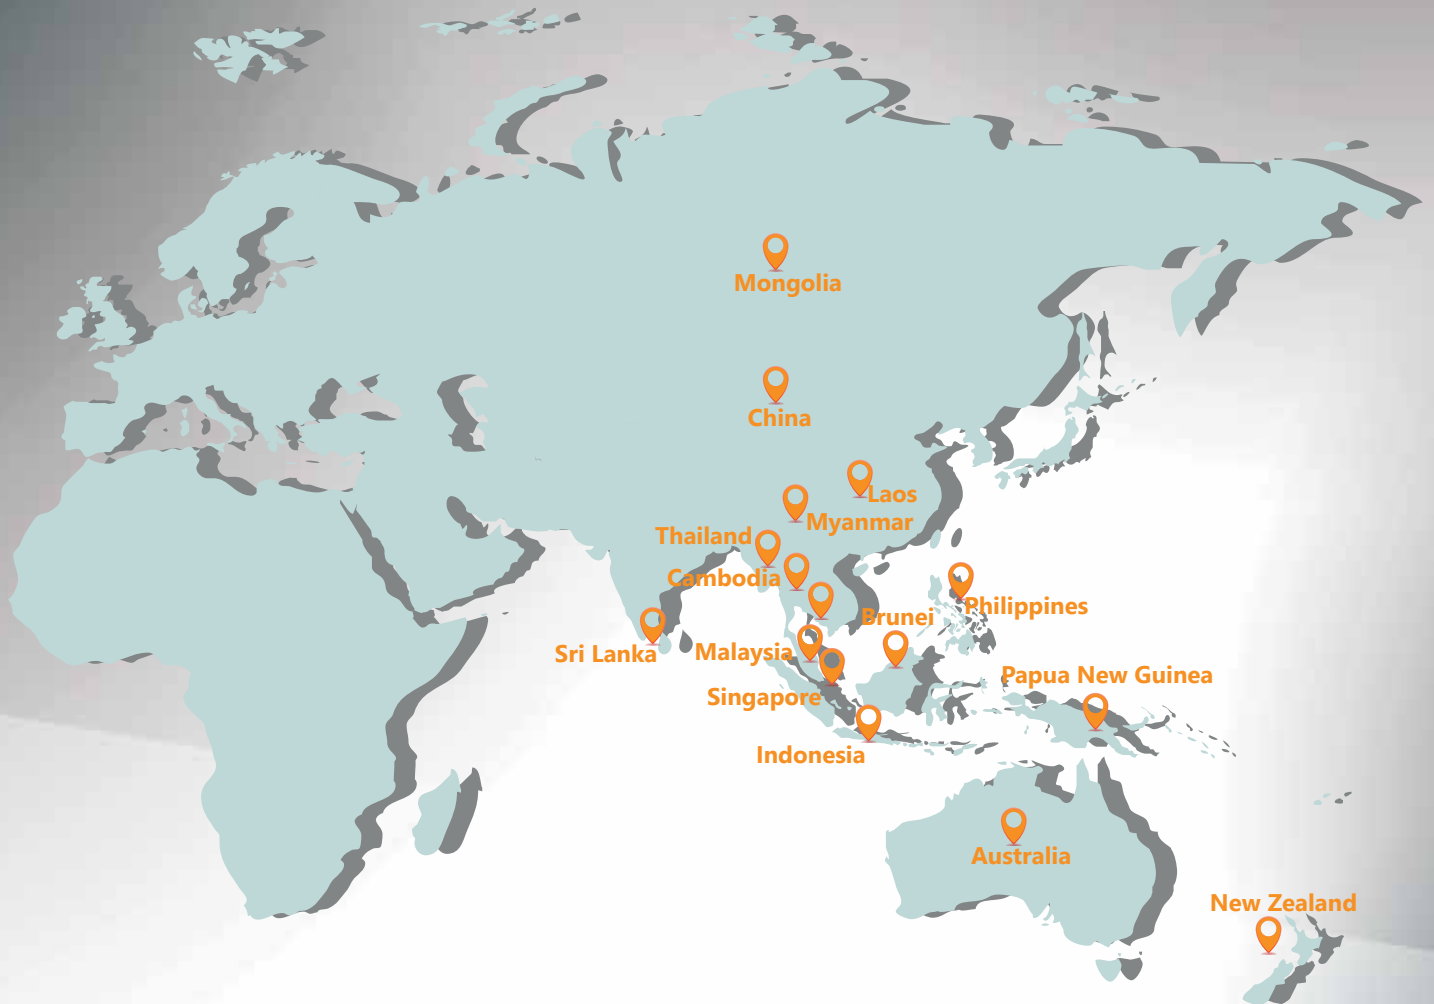 Mongolia
China
Laos
Myanmar
Thailand
Cambodia
Philippines
Brunei
Sri Lanka
Malaysia
Papua New Guinea
Singapore
Indonesia
Australia
New Zealand